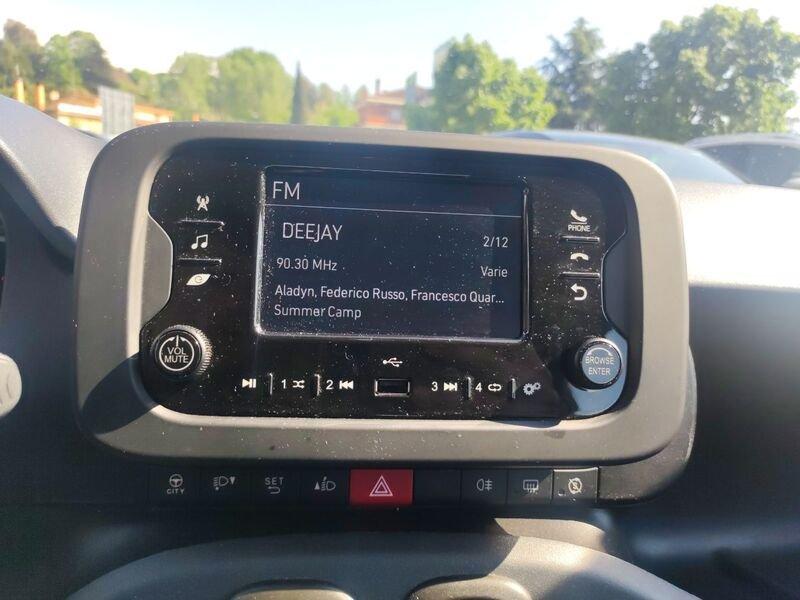 FM
DEEJAY
2/12
90.30 MHz
Varie
Aladyn, Federico Russo, Francesco Quar...
Summer Camp
PHONE
VOL
MUTE
BROWSE
ENTER
1
2
3
4
CITY
SET